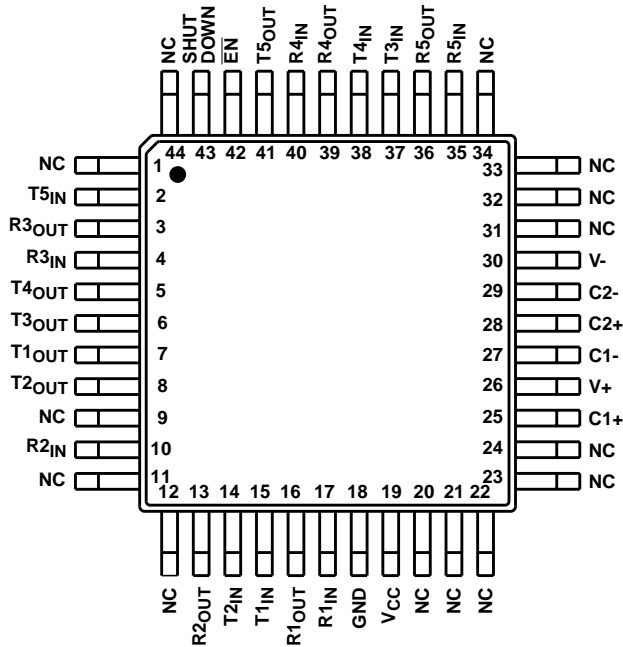 NC
SHUT
DOWN
EN
T5OUT
R4IN
R4OUT
T4IN
T3IN
R5OUT
R5IN
NC
44 43 42 41 40 39 38 37 36 35 34
NC 1 33 NC
T5IN 2 32 NC
R3OUT 3 31 NC
R3IN 4 30 V-
T4OUT 5 29 C2-
T3OUT 6 28 C2+
T1OUT 7 27 C1-
T2OUT 8 26 V+
NC 9 25 C1+
R2IN 10 24 NC
NC 11 23 NC
12 13 14 15 16 17 18 19 20 21 22
NC
R2OUT
T2IN
T1IN
R1OUT
R1IN
GND
VCC
NC
NC
NC